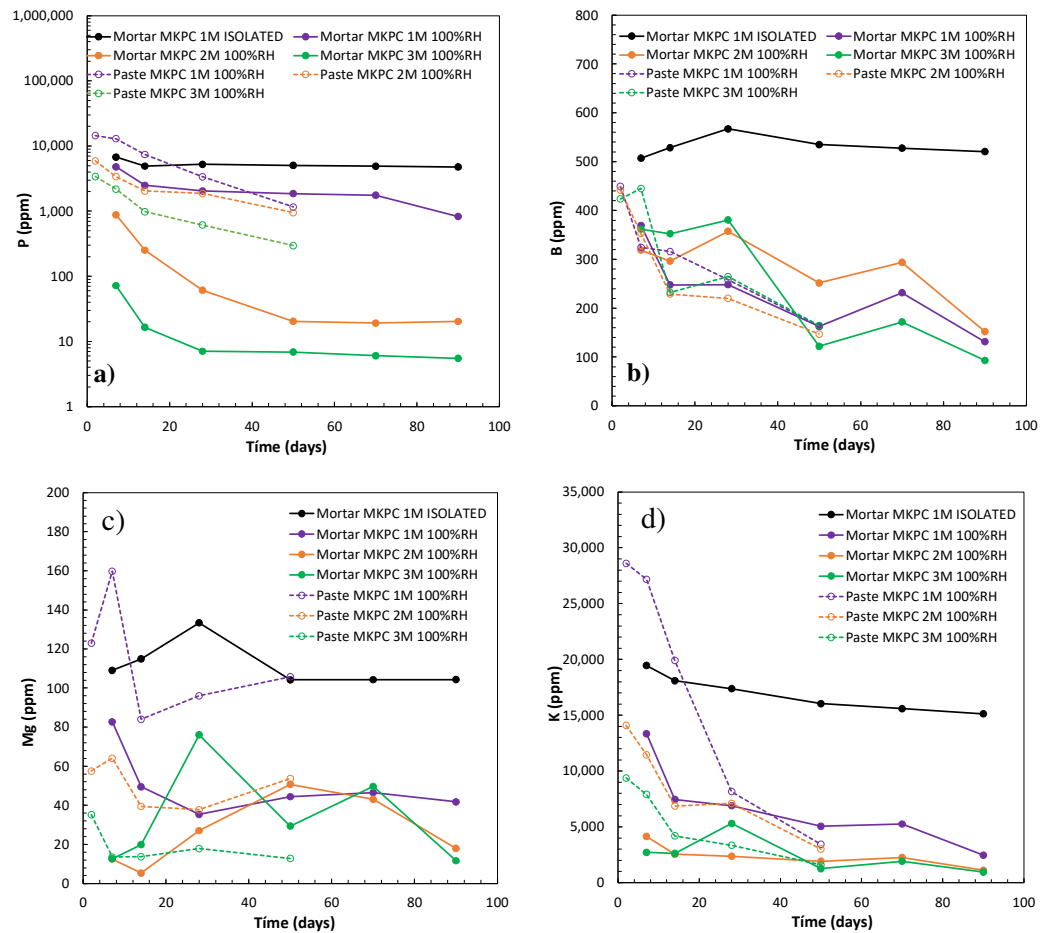 Mortar MKPC 1M ISOLATED Mortar MKPC 1M 100%RH
Mortar MKPC 2M 100%RH Mortar MKPC 3M 100%RH
Paste MKPC 1M 100%RH Paste MKPC 2M 100%RH
Paste MKPC 3M 100%RH
1,000,000
100,000
10,000
1,000
100
10
1
P (ppm)
a)
0 20 40 60 80 100
Tíme (days)
Mortar MKPC 1M ISOLATED Mortar MKPC 1M 100%RH
Mortar MKPC 2M 100%RH Mortar MKPC 3M 100%RH
Paste MKPC 1M 100%RH Paste MKPC 2M 100%RH
Paste MKPC 3M 100%RH
800
700
600
500
400
300
200
100
0
B (ppm)
b)
0 20 40 60 80 100
Tíme (days)
c)
Mortar MKPC 1M ISOLATED
Mortar MKPC 1M 100%RH
Mortar MKPC 2M 100%RH
Mortar MKPC 3M 100%RH
Paste MKPC 1M 100%RH
Paste MKPC 2M 100%RH
Paste MKPC 3M 100%RH
200
180
160
140
120
100
80
60
40
20
0
Mg (ppm)
0 20 40 60 80 100
Tíme (days)
d)
Mortar MKPC 1M ISOLATED
Mortar MKPC 1M 100%RH
Mortar MKPC 2M 100%RH
Mortar MKPC 3M 100%RH
Paste MKPC 1M 100%RH
Paste MKPC 2M 100%RH
Paste MKPC 3M 100%RH
35,000
30,000
25,000
20,000
15,000
10,000
5,000
0
K (ppm)
0 20 40 60 80 100
Tíme (days)